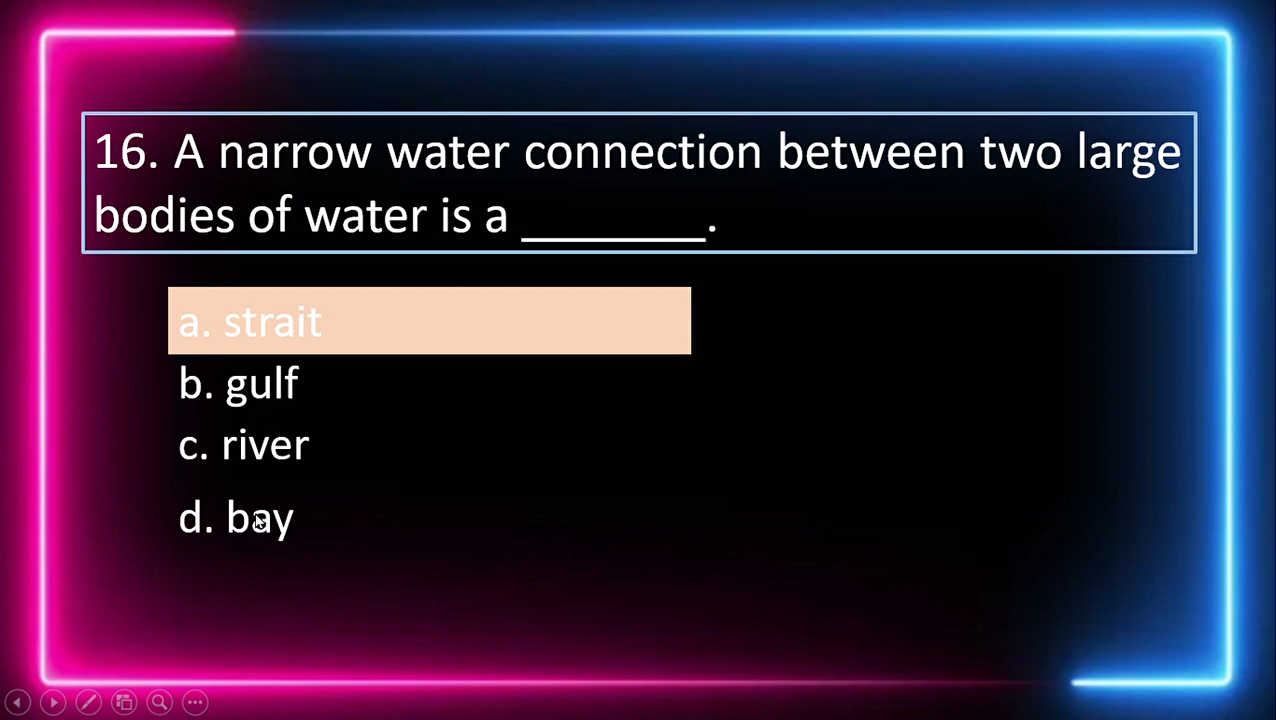 16. A narrow water connection between two large
bodies of water is a ________.
a. strait
b. gulf
c. river
d. bay